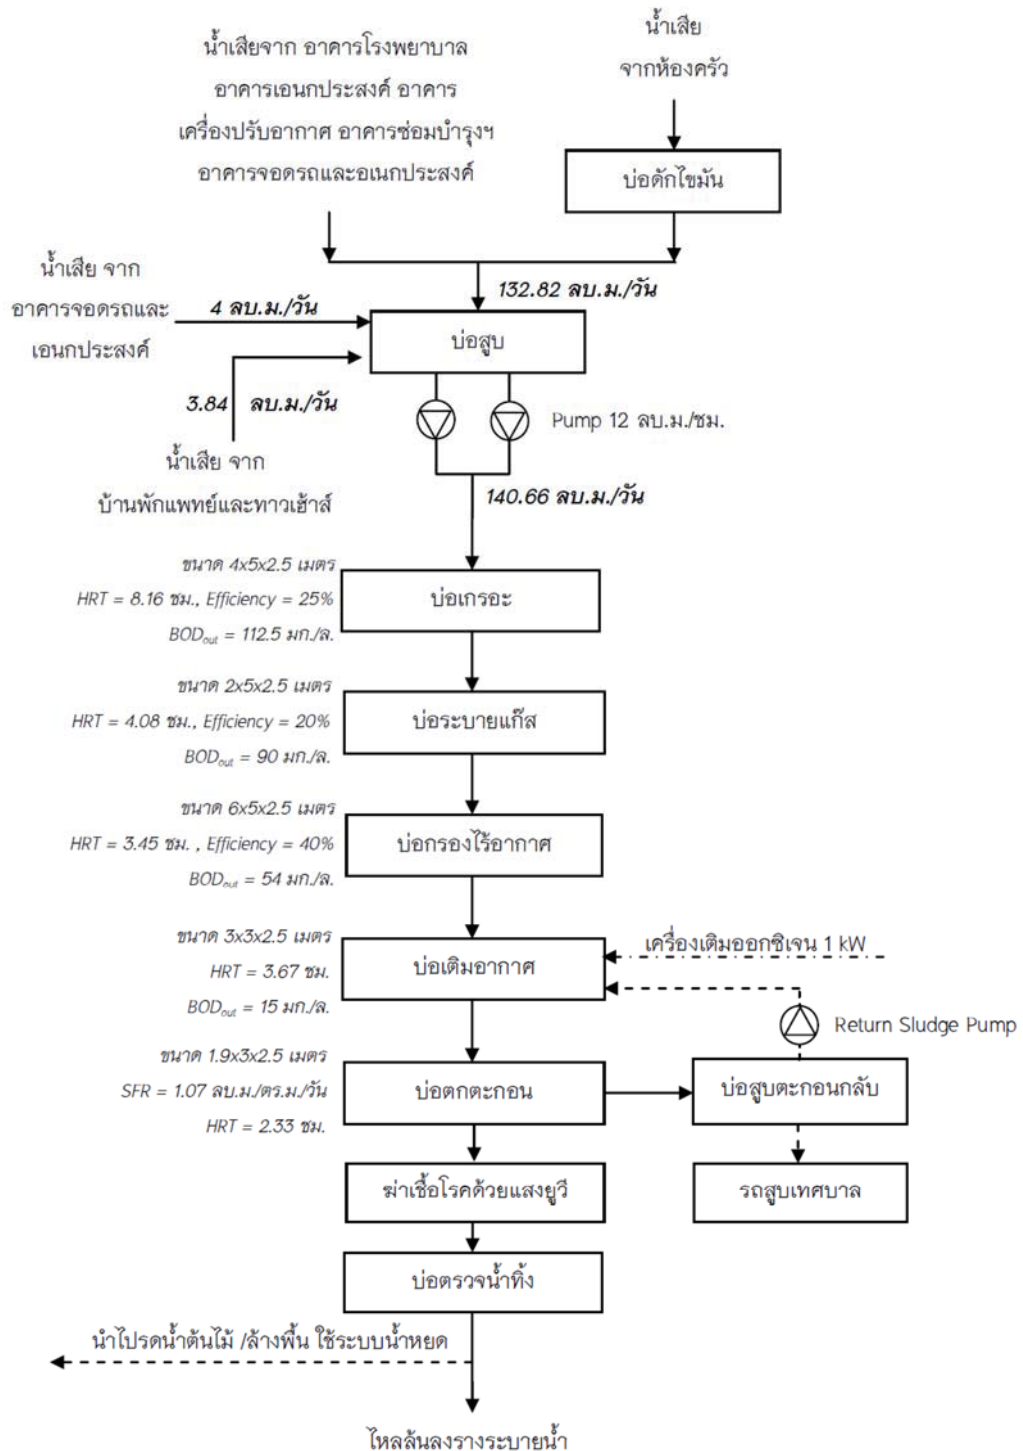 น้ำเสียจาก อาคารโรงพยาบาล
อาคารเอนกประสงค์ อาคาร
เครื่องปรับอากาศ อาคารซ่อมบำรุงฯ
อาคารจอดรถและอเนกประสงค์
น้ำเสีย
จากห้องครัว
บ่อดักไขมัน
น้ำเสีย จาก
อาคารจอดรถและ
เอนกประสงค์
4 ลบ.ม./วัน
132.82 ลบ.ม./วัน
บ่อสูบ
3.84 ลบ.ม./วัน
น้ำเสีย จาก
บ้านพักแพทย์และทาวเฮ้าส์
Pump 12 ลบ.ม./ชม.
140.66 ลบ.ม./วัน
ขนาด 4x5x2.5 เมตร
HRT = 8.16 ชม., Efficiency = 25%
BODout = 112.5 มก./ล.
บ่อเกรอะ
ขนาด 2x5x2.5 เมตร
HRT = 4.08 ชม., Efficiency = 20%
BODout = 90 มก./ล.
บ่อระบายแก๊ส
ขนาด 6x5x2.5 เมตร
HRT = 3.45 ชม. , Efficiency = 40%
BODout = 54 มก./ล.
บ่อกรองไร้อากาศ
ขนาด 3x3x2.5 เมตร
HRT = 3.67 ชม.
BODout = 15 มก./ล.
บ่อเติมอากาศ
เครื่องเติมออกซิเจน 1 kW
Return Sludge Pump
ขนาด 1.9x3x2.5 เมตร
SFR = 1.07 ลบ.ม./ตร.ม./วัน
HRT = 2.33 ชม.
บ่อตกตะกอน
บ่อสูบตะกอนกลับ
ฆ่าเชื้อโรคด้วยแสงยูวี
รถสูบเทศบาล
บ่อตรวจน้ำทิ้ง
นำไปรดน้ำต้นไม้ /ล้างพื้น ใช้ระบบน้ำหยด
ไหลล้นลงรางระบายน้ำ